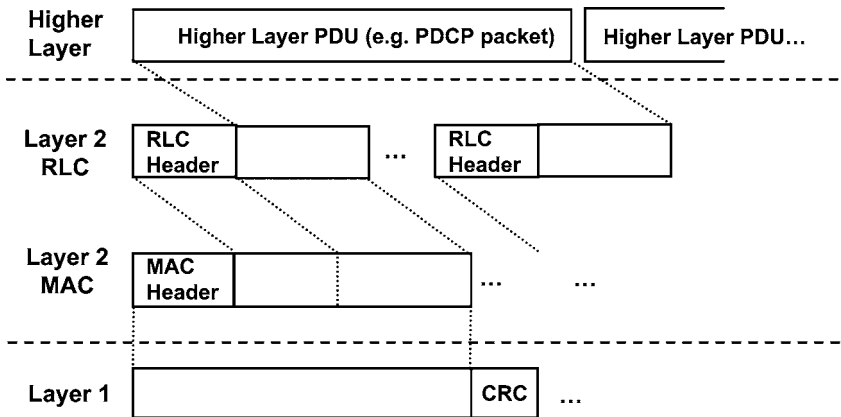 Higher
Layer
Higher Layer PDU (e.g. PDCP packet)
Higher Layer PDU...
Layer 2
RLC
RLC
Header
...
RLC
Header
Layer 2
MAC
MAC
Header
...
...
Layer 1
CRC
...